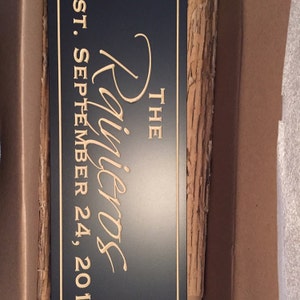 The
Rainieros
st. September 24, 201